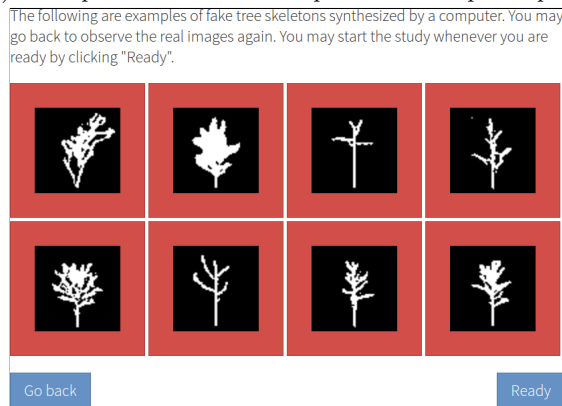 The following are examples of fake tree skeletons synthesized by a computer. You may
go back to observe the real images again. You may start the study whenever you are
ready by clicking "Ready".
Go back
Ready